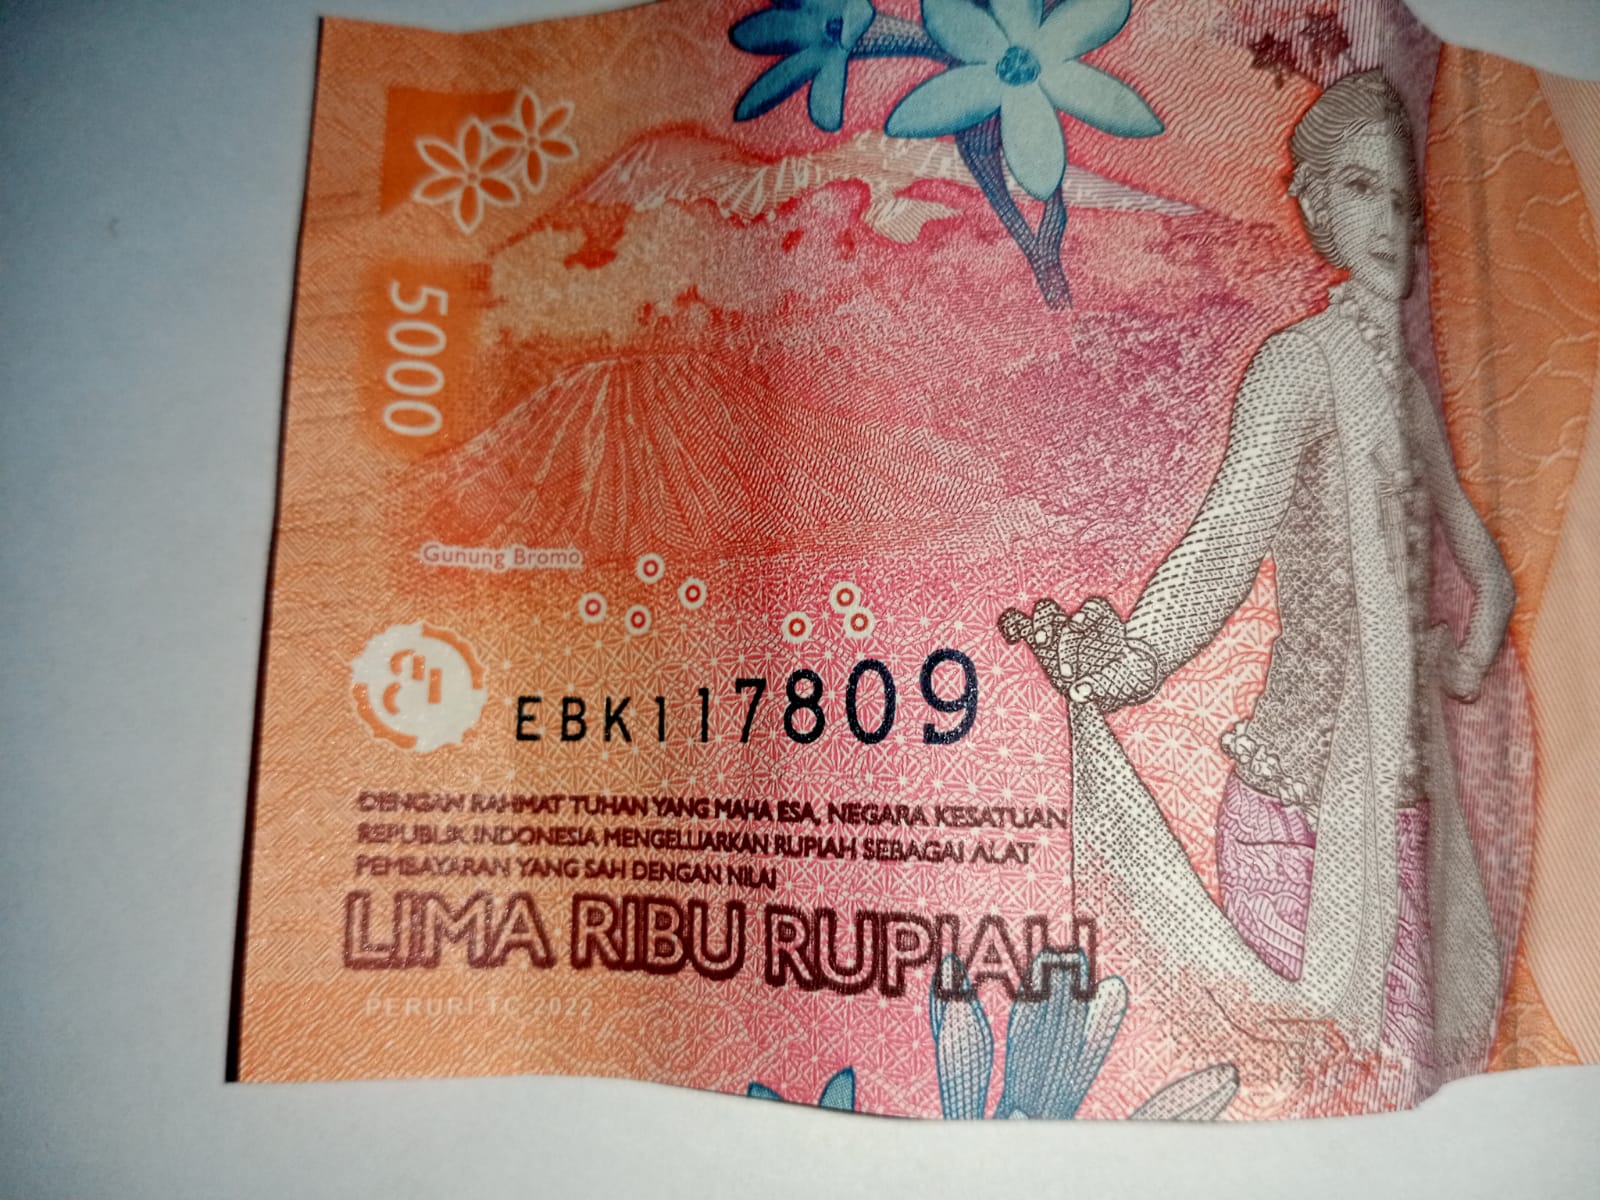 5000
Gunung Bromo
EBK117809
DENGAN RAHMAT TUHAN YANG MAHA ESA, NEGARA KESATUAN
REPUBLIK INDONESIA MENGELUARKAN RUPIAH SEBAGAI ALAT
PEMBAYARAN YANG SAH DENGAN NILAI
LIMA RIBU RUPIAH
PERURI TC 2022